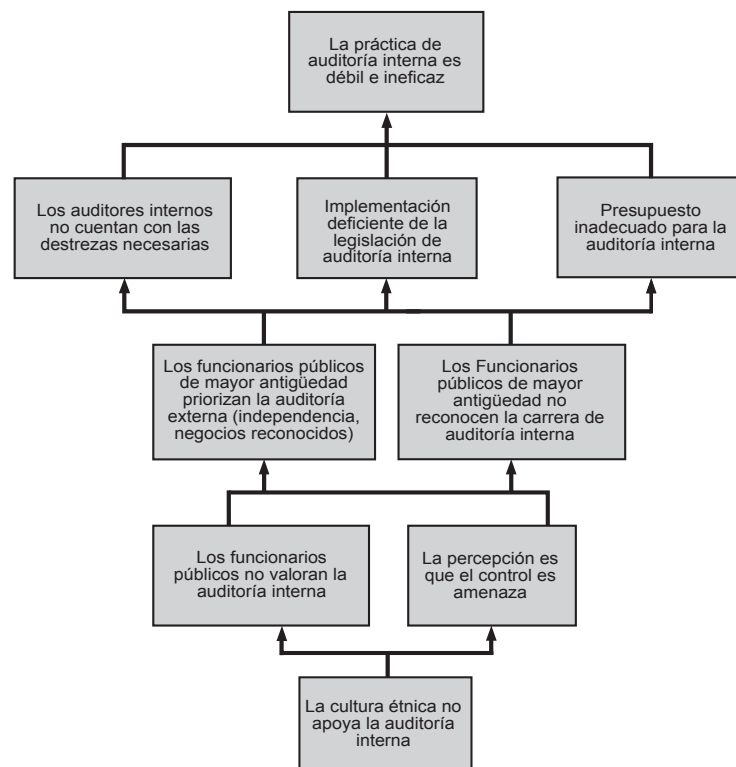 La práctica de
auditoría interna es
débil e ineficaz
Los auditores internos
no cuentan con las
destrezas necesarias
Implementación
deficiente de la
legislación de
auditoría interna
Presupuesto
inadecuado para la
auditoría interna
Los funcionarios públicos
de mayor antigüedad
priorizan la auditoría
externa (independencia,
negocios reconocidos)
Los Funcionarios
públicos de mayor
antigüedad no
reconocen la carrera de
auditoría interna
Los funcionarios
públicos no valoran la
auditoría interna
La percepción es
que el control es
amenaza
La cultura étnica no
apoya la auditoría
interna